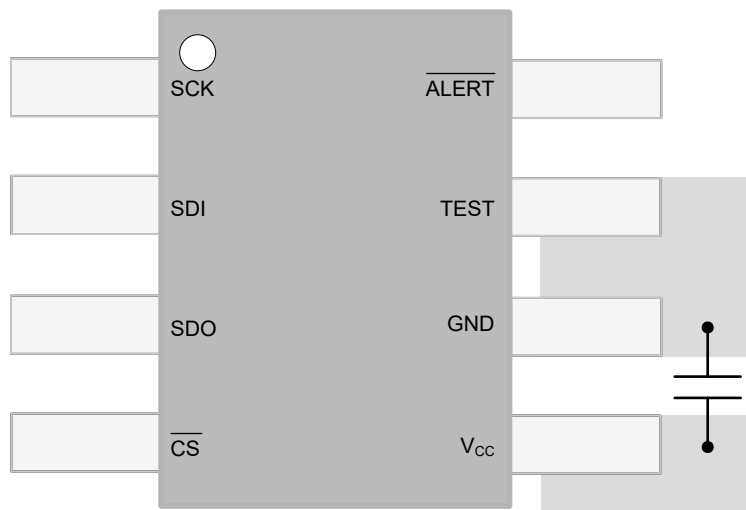 SCK
ALERT
SDI
TEST
SDO
GND
CS
VCC